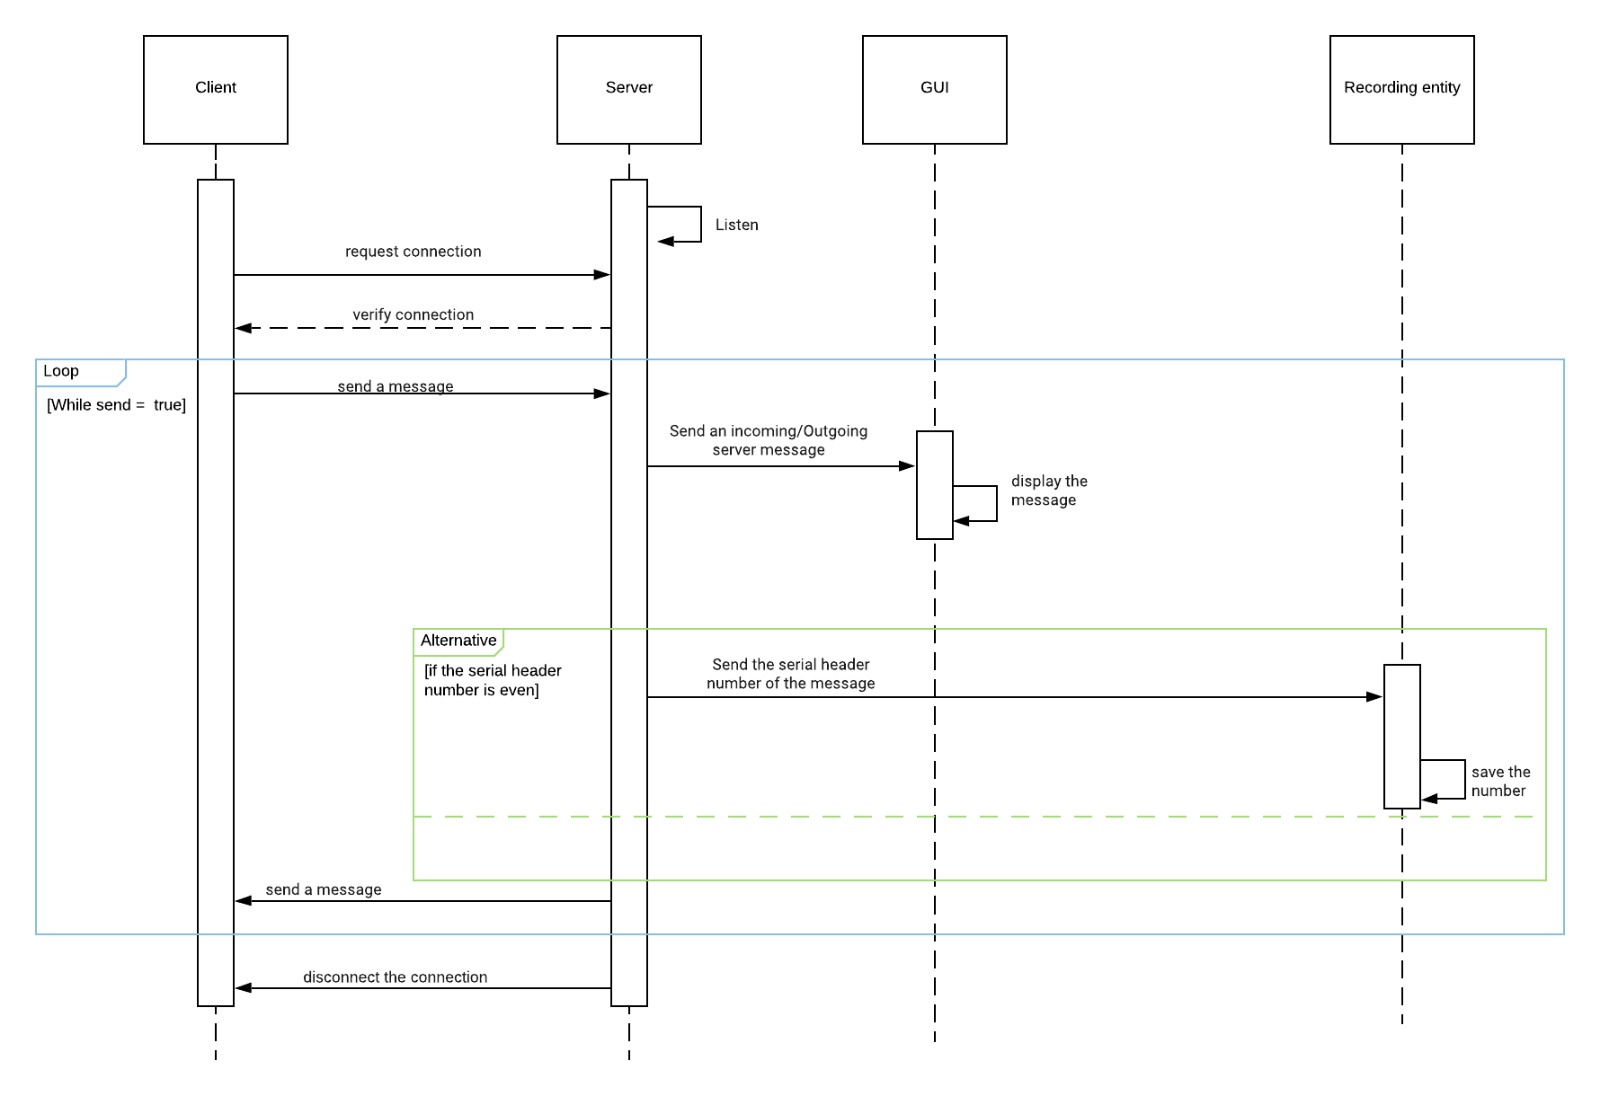 Client
Server
GUI
Recording entity
Listen
request connection
verify connection
Loop
[While send =  true]
send a message
Send an incoming/Outgoing
server message
display the
message
Alternative
[if the serial header
number is even]
Send the serial header
number of the message
save the
number
send a message
disconnect the connection